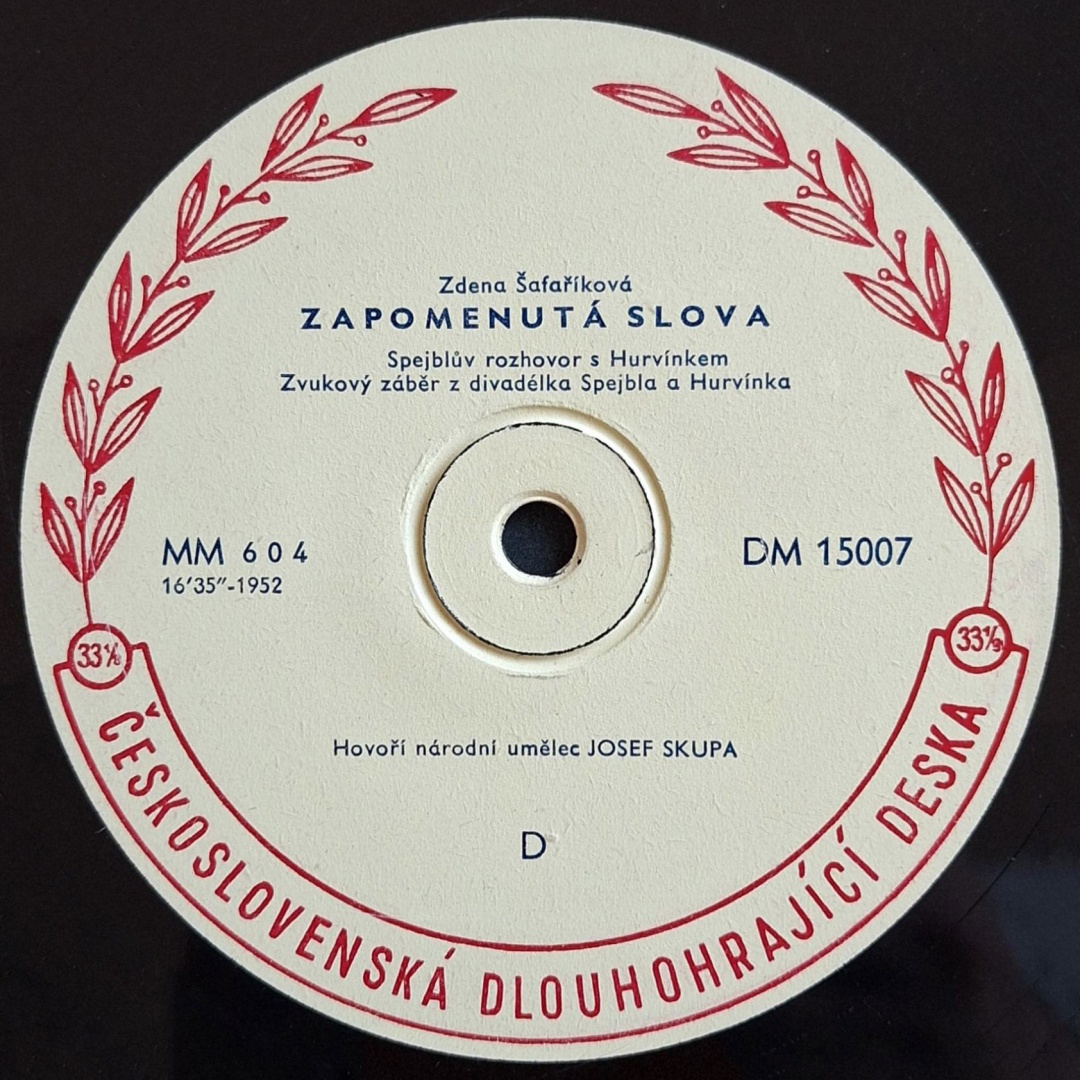 Zdena Šafaříková
ZAPOMENUTÁ SLOVA
Spejblův rozhovor s Hurvínkem
Zvukový záběr z divadélka Spejbla a Hurvínka
MM 604
16′35″-1952
DM 15007
33⅓
33⅓
Hovoří národní umělec JOSEF SKUPA
D
ČESKOSLOVENSKÁ DLOUHOHRAJÍCÍ DESKA